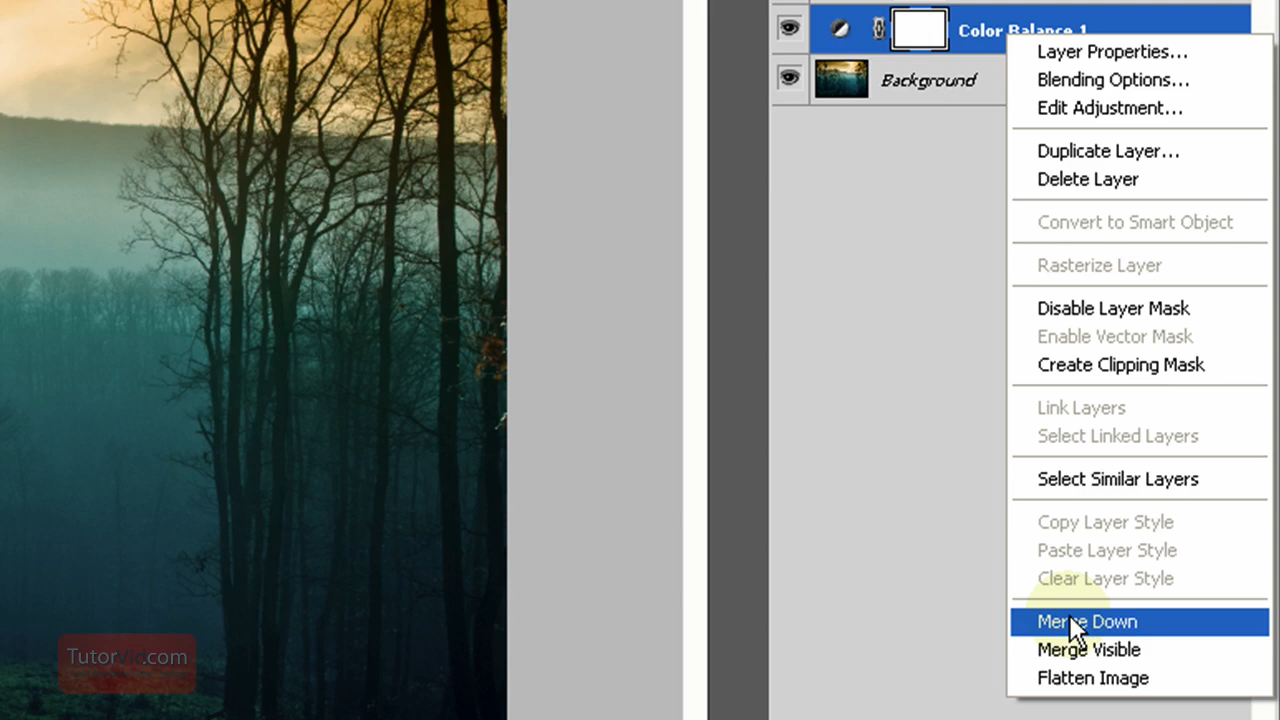 Color Balance 1
Background
Layer Properties...
Blending Options...
Edit Adjustment...
Duplicate Layer...
Delete Layer
Convert to Smart Object
Rasterize Layer
Disable Layer Mask
Enable Vector Mask
Create Clipping Mask
Link Layers
Select Linked Layers
Select Similar Layers
Copy Layer Style
Paste Layer Style
Clear Layer Style
Merge Down
Merge Visible
Flatten Image
TutorVid.com